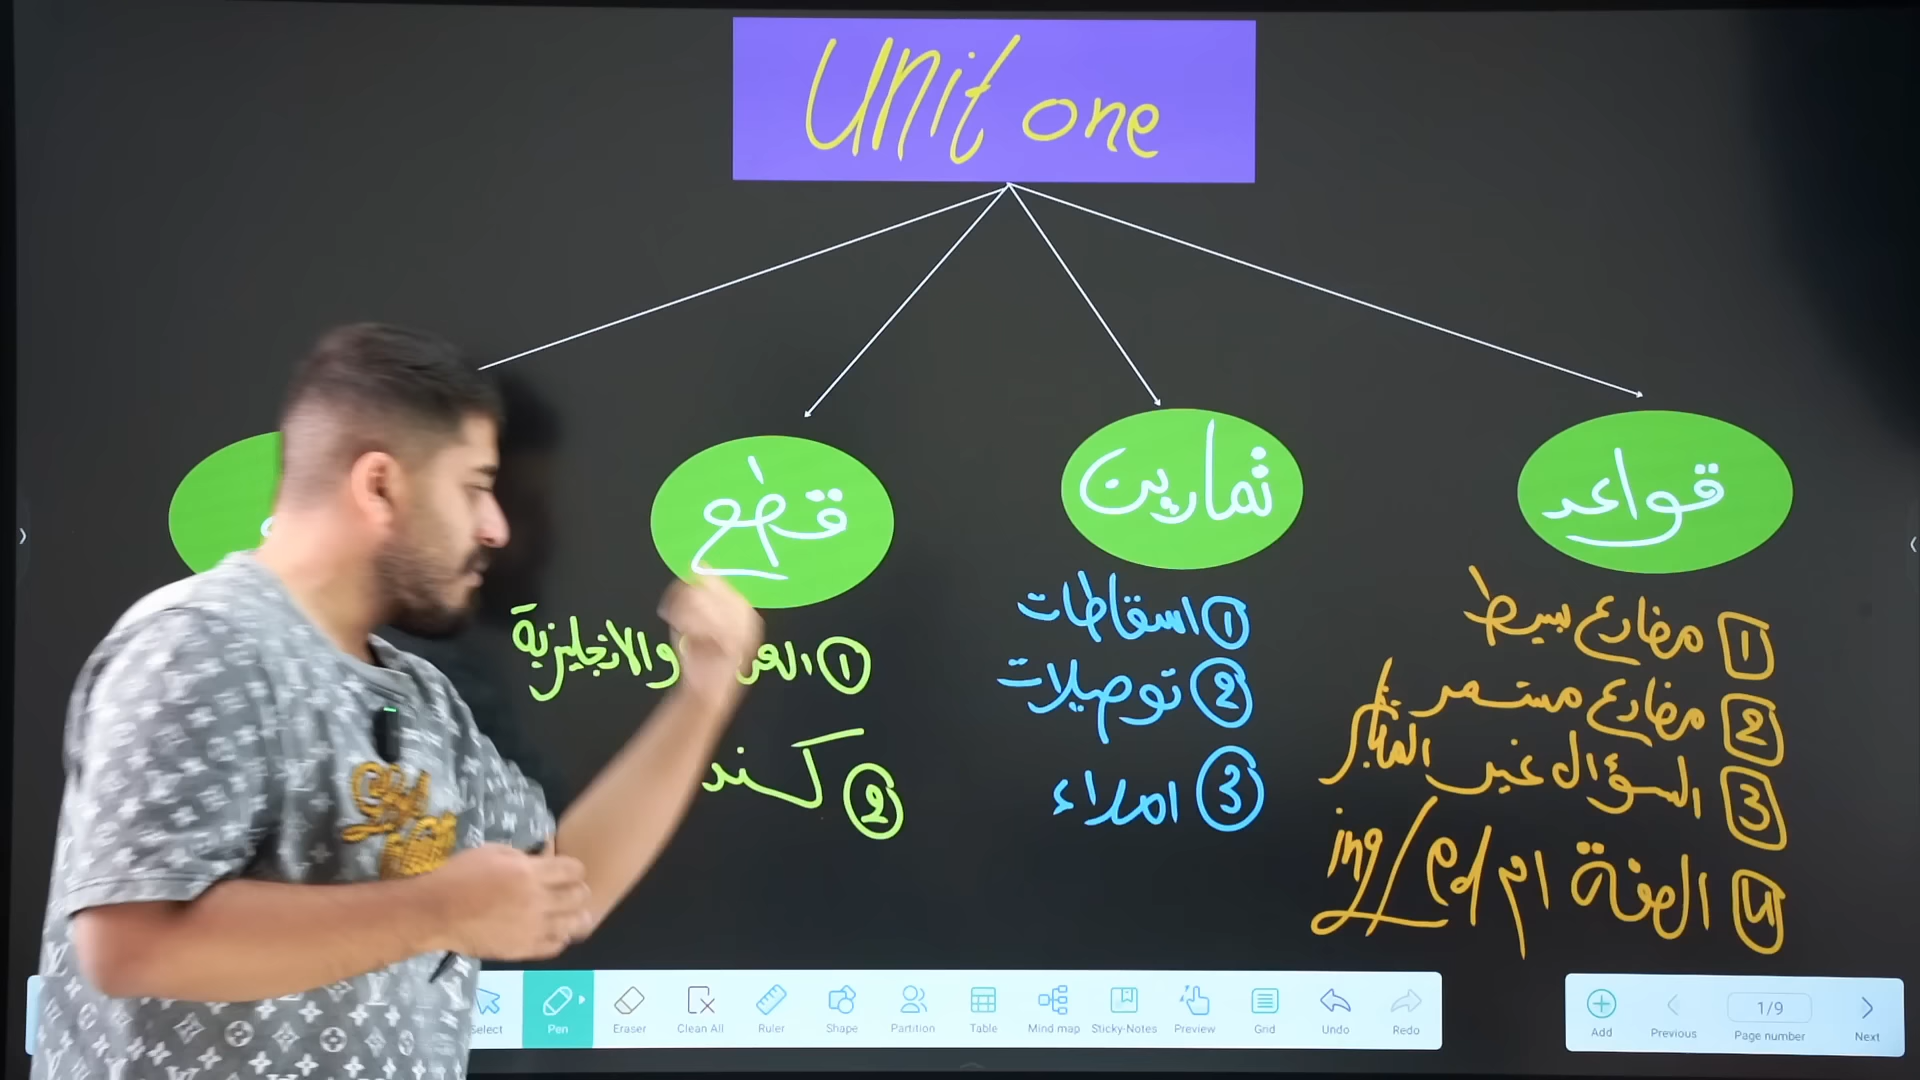 Unit one
قواعد
1 مضارع بسيط
2 مضارع مستمر
3 السؤال غير المباشر
4 الصفة ام ed/ing
تمارين
① اسقاطات
② توصيلات
③ املاء
قطع
① والانجليزية
②
Select
Pen
Eraser
Clean All
Ruler
Shape
Partition
Table
Mind map
Sticky-Notes
Preview
Grid
Undo
Redo
Add
Previous
1/9
Page number
Next